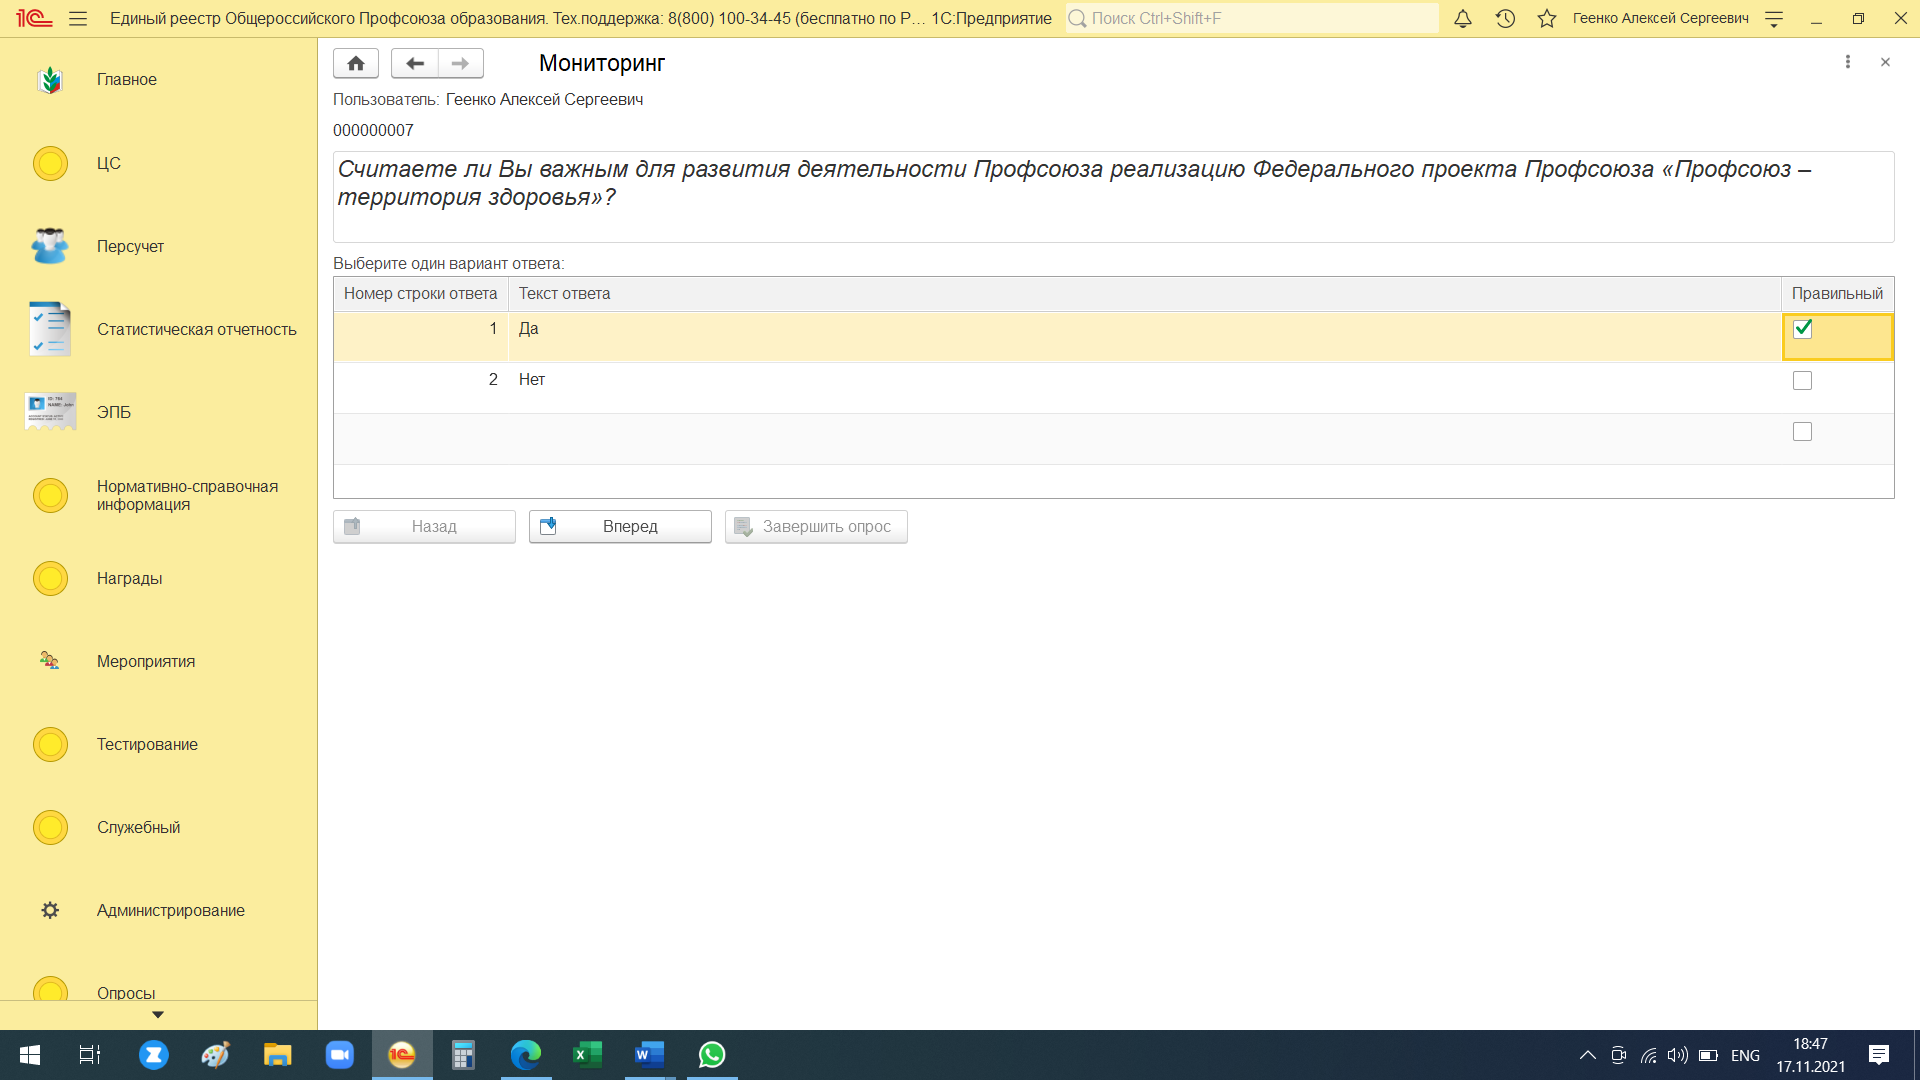 Единый реестр Общероссийского Профсоюза образования. Тех.поддержка: 8(800) 100-34-45 (бесплатно по Р... 1С:Предприятие
Поиск Ctrl+Shift+F
Геенко Алексей Сергеевич
Главное
ЦС
Персучет
Статистическая отчетность
ЭПБ
Нормативно-справочная
информация
Награды
Мероприятия
Тестирование
Служебный
Администрирование
Опросы
Мониторинг
Пользователь: Геенко Алексей Сергеевич
000000007
Считаете ли Вы важным для развития деятельности Профсоюза реализацию Федерального проекта Профсоюза «Профсоюз –
территория здоровья»?
Выберите один вариант ответа:
Номер строки ответа Текст ответа Правильный
1 Да
2 Нет
Назад Вперед Завершить опрос
ENG
18:47
17.11.2021